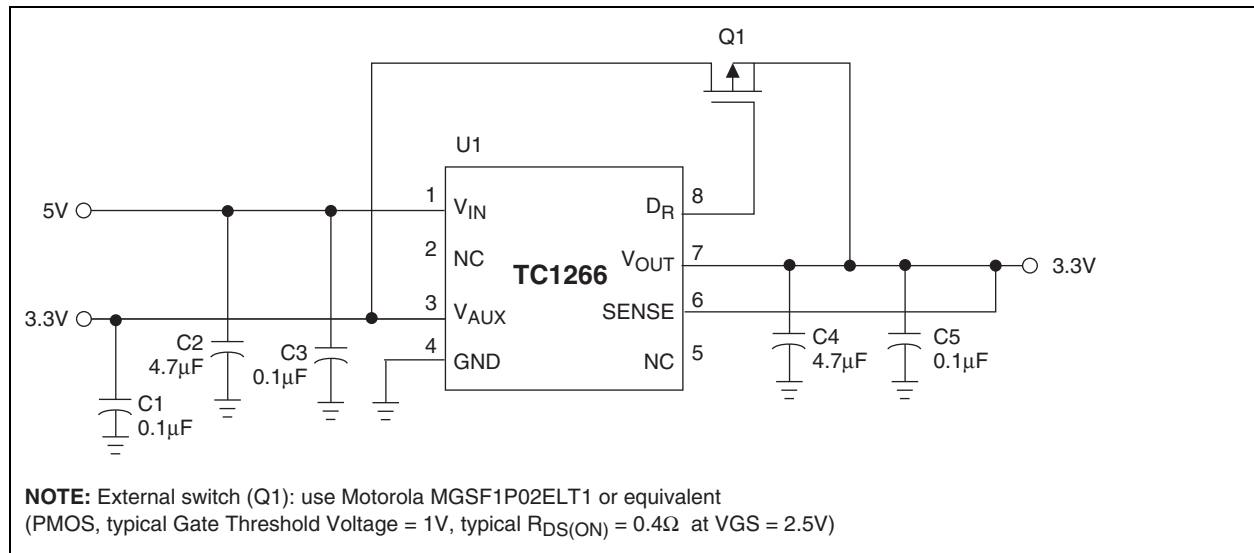 Q1
U1
5V
1
VIN
DR
8
2
NC
TC1266
VOUT
7
3.3V
3.3V
3
VAUX
SENSE
6
4
GND
NC
5
C2
4.7µF
C3
0.1µF
C4
4.7µF
C5
0.1µF
C1
0.1µF
NOTE: External switch (Q1): use Motorola MGSF1P02ELT1 or equivalent
(PMOS, typical Gate Threshold Voltage = 1V, typical RDS(ON) = 0.4Ω at VGS = 2.5V)